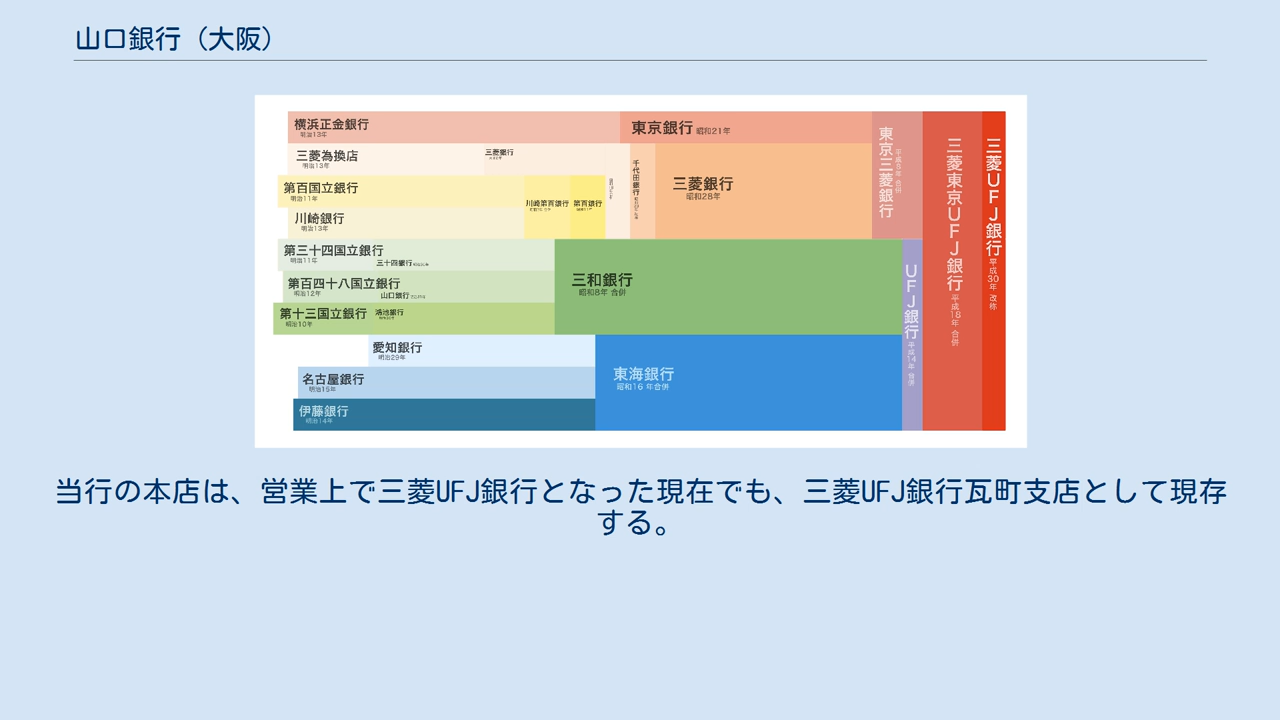 山口銀行（大阪）
横浜正金銀行
明治13年
東京銀行 昭和21年
三菱為換店
明治13年
三菱銀行
千代田銀行
三菱銀行
昭和28年
東京三菱銀行 平成8年 合併
第百国立銀行
明治11年
川崎銀行
明治13年
川崎第百銀行
第百銀行
第三十四国立銀行
明治11年
三十四銀行
第百四十八国立銀行
明治12年
山口銀行
第十三国立銀行
明治10年
鴻池銀行
三和銀行
昭和8年 合併
UFJ銀行 平成14年 合併
愛知銀行
明治29年
名古屋銀行
明治15年
伊藤銀行
明治14年
東海銀行
昭和16年合併
三菱東京UFJ銀行 平成18年 合併
三菱UFJ銀行 平成30年 改称
当行の本店は、営業上で三菱UFJ銀行となった現在でも、三菱UFJ銀行瓦町支店として現存
する。